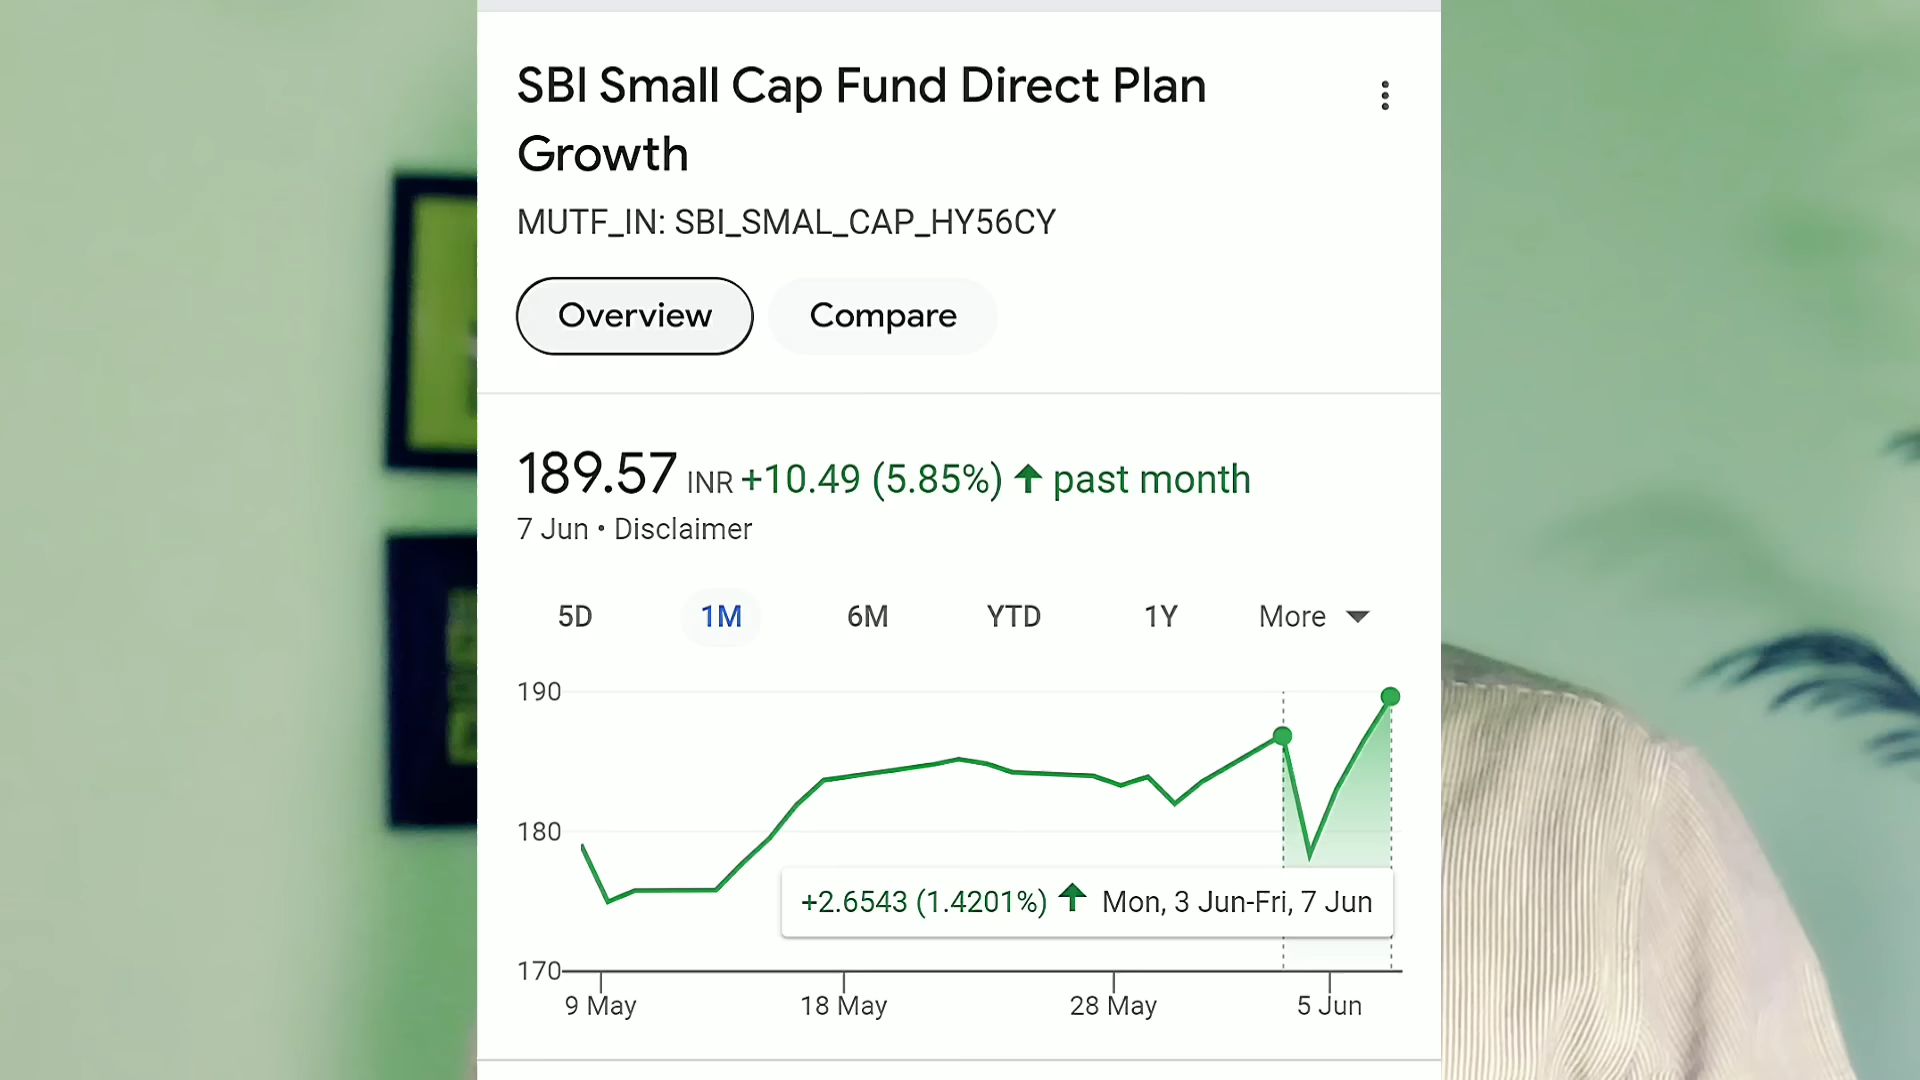 SBI Small Cap Fund Direct Plan
Growth
MUTF_IN: SBI_SMAL_CAP_HY56CY
Overview Compare
189.57 INR +10.49 (5.85%) ↑ past month
7 Jun • Disclaimer
5D 1M 6M YTD 1Y More
190
180
+2.6543 (1.4201%) ↑ Mon, 3 Jun-Fri, 7 Jun
170
9 May 18 May 28 May 5 Jun